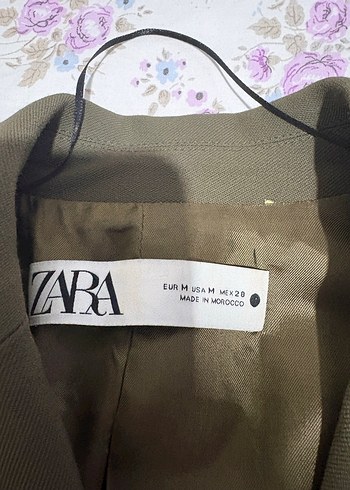 ZARA
EUR M USA M MEX 28
MADE IN MOROCCO